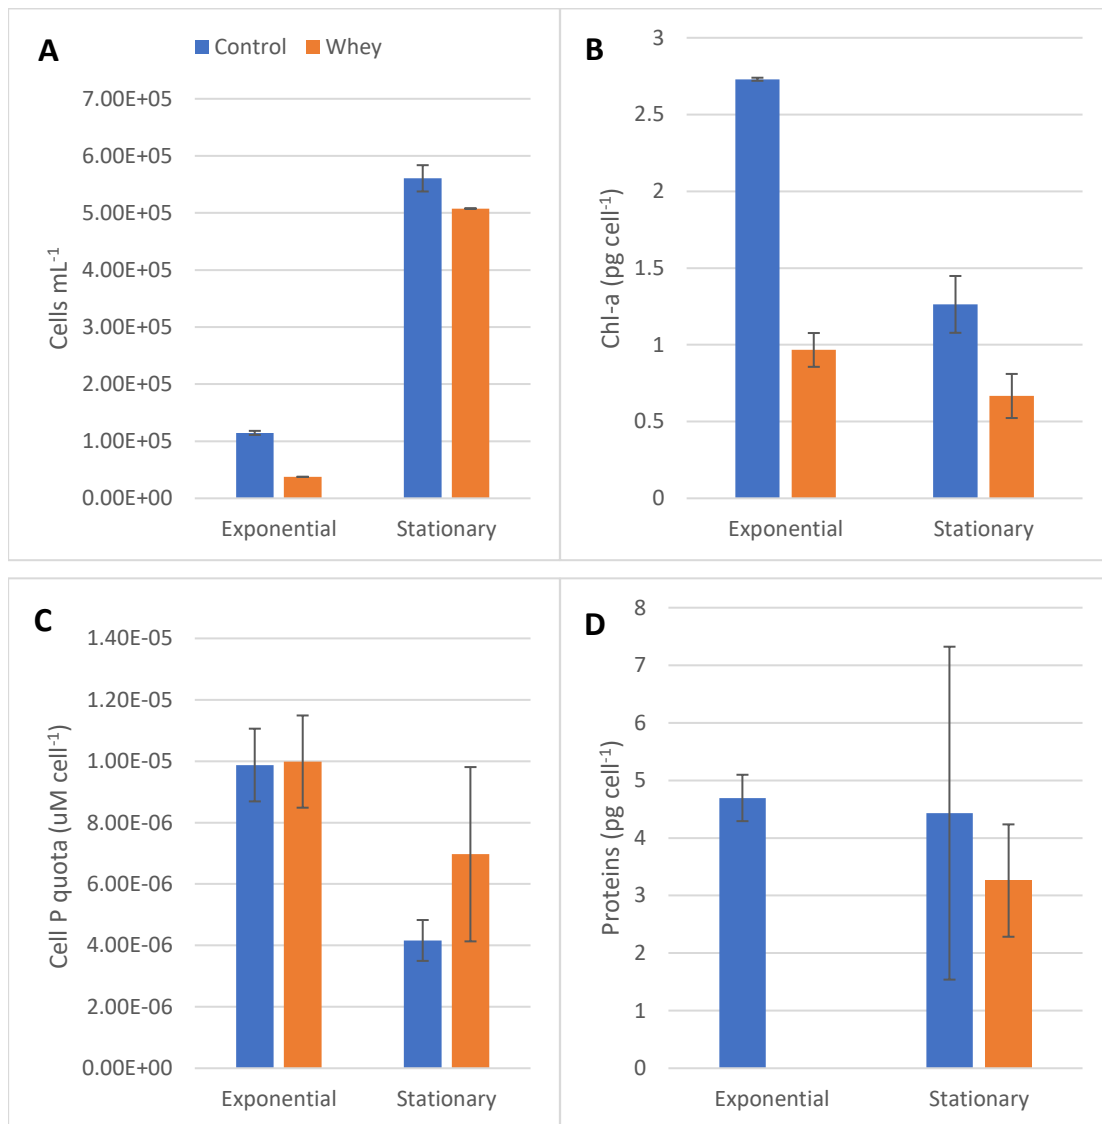 A
Control Whey
7.00E+05
6.00E+05
5.00E+05
4.00E+05
3.00E+05
2.00E+05
1.00E+05
0.00E+00
Cells mL⁻¹
Exponential Stationary
B
3
2.5
2
1.5
1
0.5
0
Chl-a (pg cell⁻¹)
Exponential Stationary
C
1.40E-05
1.20E-05
1.00E-05
8.00E-06
6.00E-06
4.00E-06
2.00E-06
0.00E+00
Cell P quota (uM cell⁻¹)
Exponential Stationary
D
8
7
6
5
4
3
2
1
0
Proteins (pg cell⁻¹)
Exponential Stationary